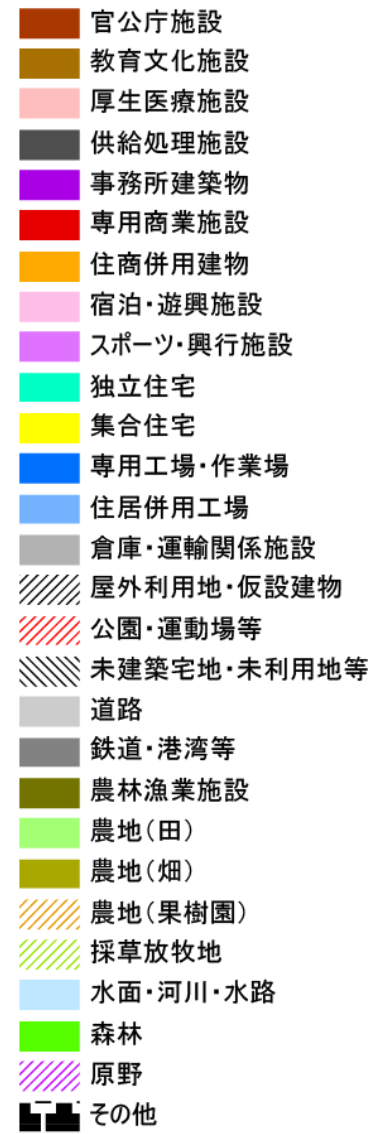 官公庁施設
教育文化施設
厚生医療施設
供給処理施設
事務所建築物
専用商業施設
住商併用建物
宿泊・遊興施設
スポーツ・興行施設
独立住宅
集合住宅
専用工場・作業場
住居併用工場
倉庫・運輸関係施設
屋外利用地・仮設建物
公園・運動場等
未建築宅地・未利用地等
道路
鉄道・港湾等
農林漁業施設
農地（田）
農地（畑）
農地（果樹園）
採草放牧地
水面・河川・水路
森林
原野
その他